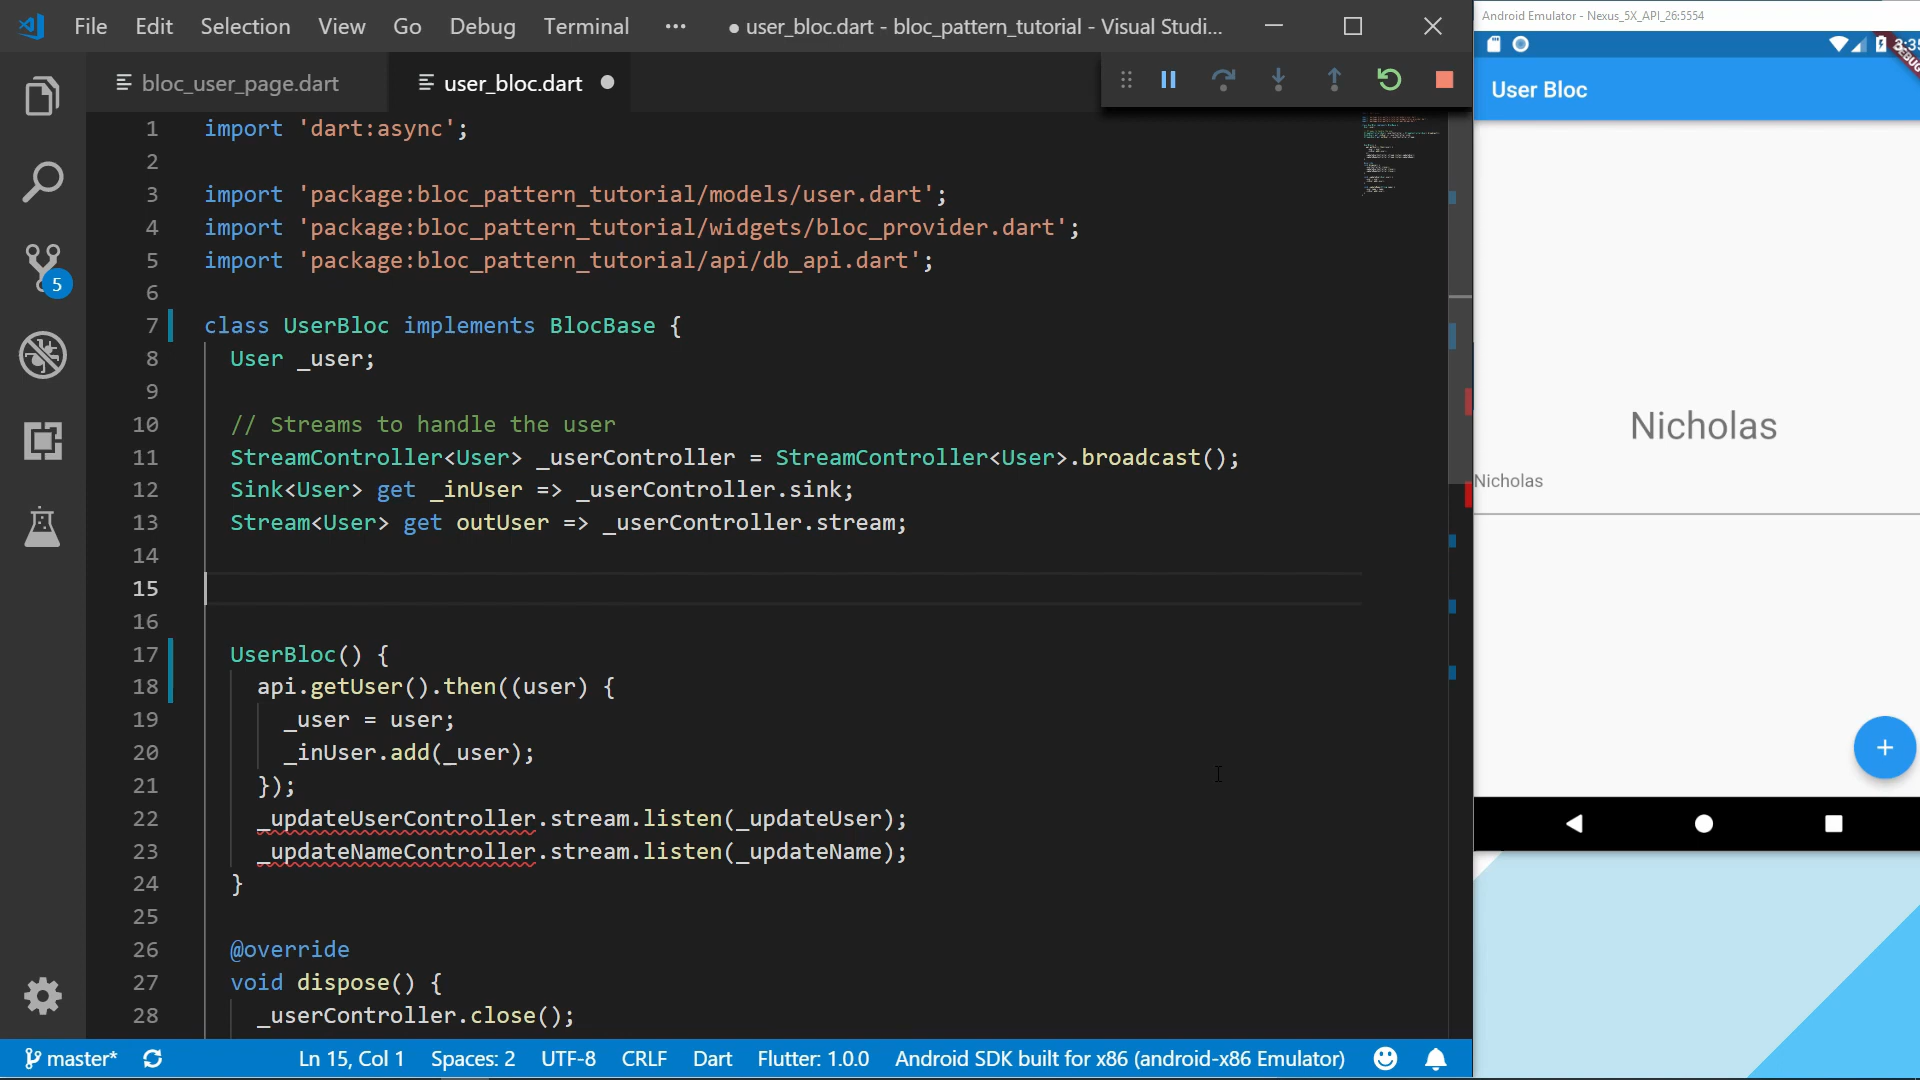 File Edit Selection View Go Debug Terminal ··· ● user_bloc.dart - bloc_pattern_tutorial - Visual Studi...
bloc_user_page.dart user_bloc.dart
1 import 'dart:async';
2
3 import 'package:bloc_pattern_tutorial/models/user.dart';
4 import 'package:bloc_pattern_tutorial/widgets/bloc_provider.dart';
5 import 'package:bloc_pattern_tutorial/api/db_api.dart';
6
7 class UserBloc implements BlocBase {
8 User _user;
9
10 // Streams to handle the user
11 StreamController<User> _userController = StreamController<User>.broadcast();
12 Sink<User> get _inUser => _userController.sink;
13 Stream<User> get outUser => _userController.stream;
14
15
16
17 UserBloc() {
18 api.getUser().then((user) {
19 _user = user;
20 _inUser.add(_user);
21 });
22 _updateUserController.stream.listen(_updateUser);
23 _updateNameController.stream.listen(_updateName);
24 }
25
26 @override
27 void dispose() {
28 _userController.close();
5
master* Ln 15, Col 1 Spaces: 2 UTF-8 CRLF Dart Flutter: 1.0.0 Android SDK built for x86 (android-x86 Emulator)
Android Emulator - Nexus_5X_API_26:5554
DEBUG
User Bloc
Nicholas
Nicholas
+